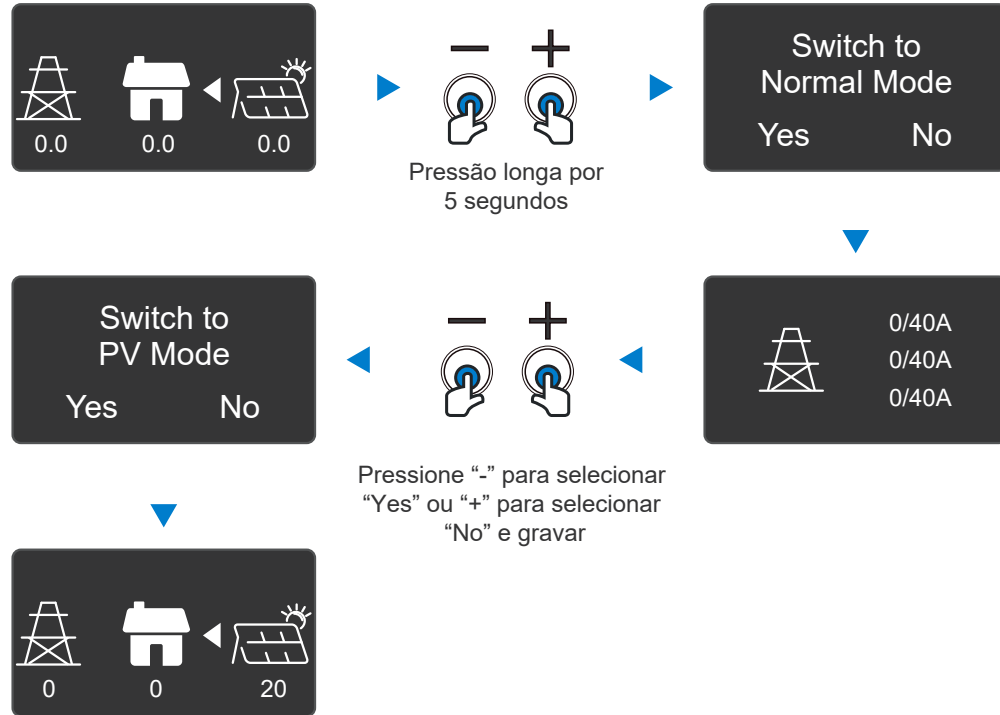 0.0 0.0 0.0
− +
Pressão longa por
5 segundos
Switch to
Normal Mode
Yes No
0/40A
0/40A
0/40A
− +
Pressione “-” para selecionar
“Yes” ou “+” para selecionar
“No” e gravar
Switch to
PV Mode
Yes No
0 0 20